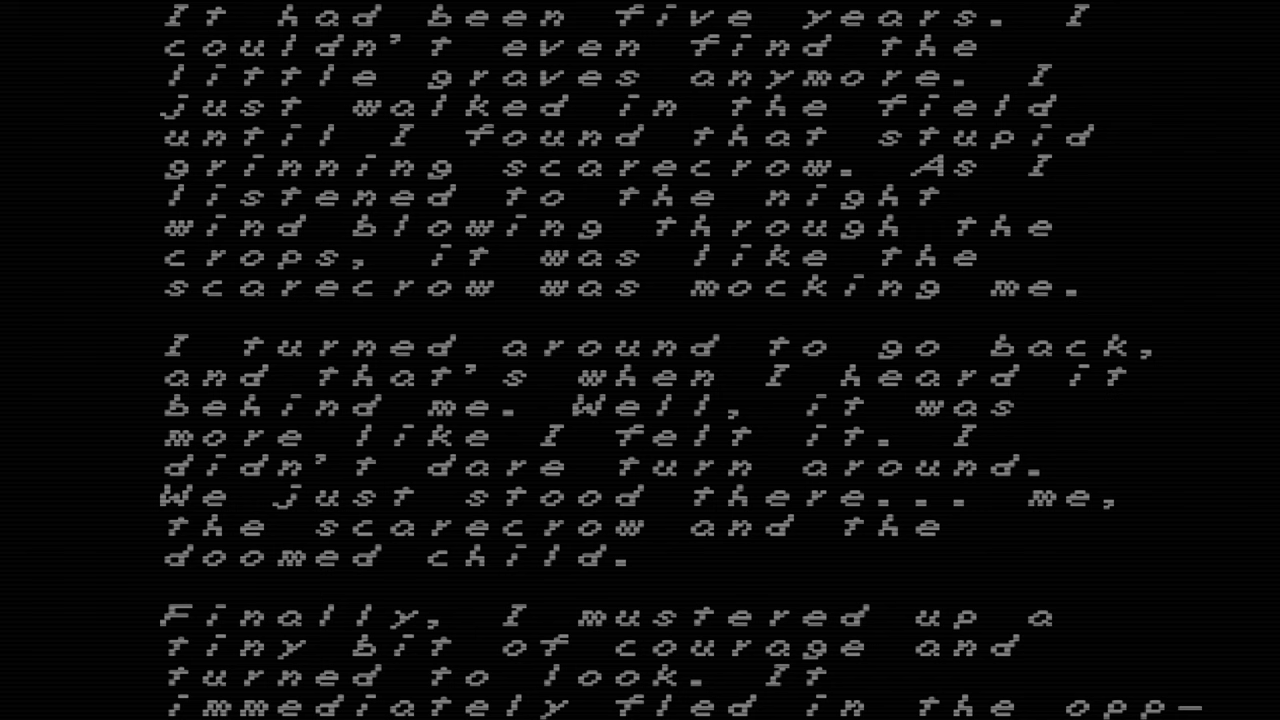 It had been five years. I
couldn't even find the
little graves anymore. I
just walked in the field
until I found that stupid
grinning scarecrow. As I
listened to the night
wind blowing through the
crops, it was like the
scarecrow was mocking me.
I turned around to go back,
and that's when I heard it
behind me. Well, it was
more like I felt it. I
didn't dare turn around.
We just stood there... me,
the scarecrow and the
doomed child.
Finally, I mustered up a
tiny bit of courage and
turned to look. It
immediately fled in the opp-